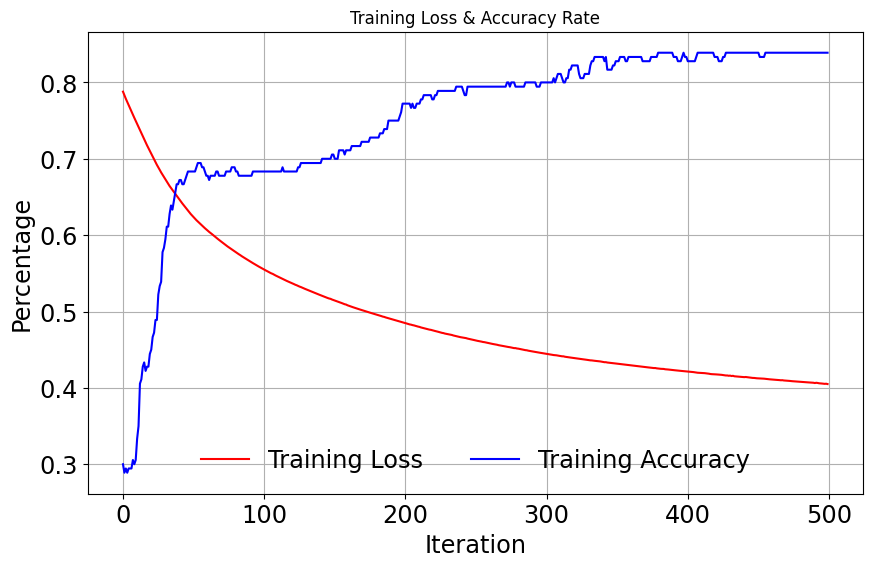 Training Loss & Accuracy Rate
Percentage
0.8
0.7
0.6
0.5
0.4
0.3
Training Loss Training Accuracy
0 100 200 300 400 500
Iteration